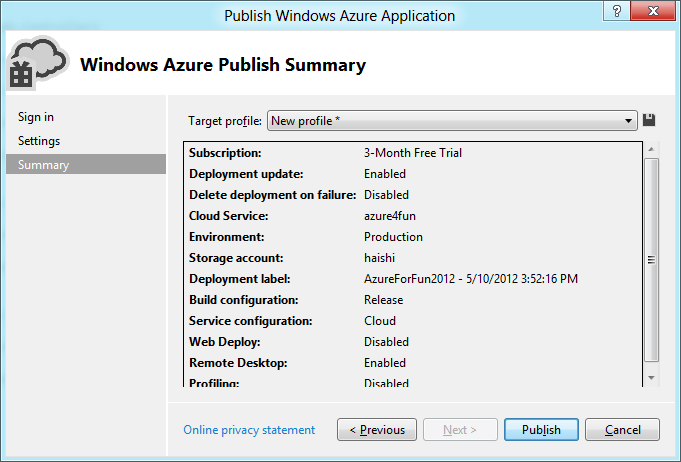 Publish Windows Azure Application
Windows Azure Publish Summary
Sign in
Settings
Summary
Target profile: New profile *
Subscription: 3-Month Free Trial
Deployment update: Enabled
Delete deployment on failure: Disabled
Cloud Service: azure4fun
Environment: Production
Storage account: haishi
Deployment label: AzureForFun2012 - 5/10/2012 3:52:16 PM
Build configuration: Release
Service configuration: Cloud
Web Deploy: Disabled
Remote Desktop: Enabled
Profiling: Disabled
Online privacy statement < Previous Next > Publish Cancel